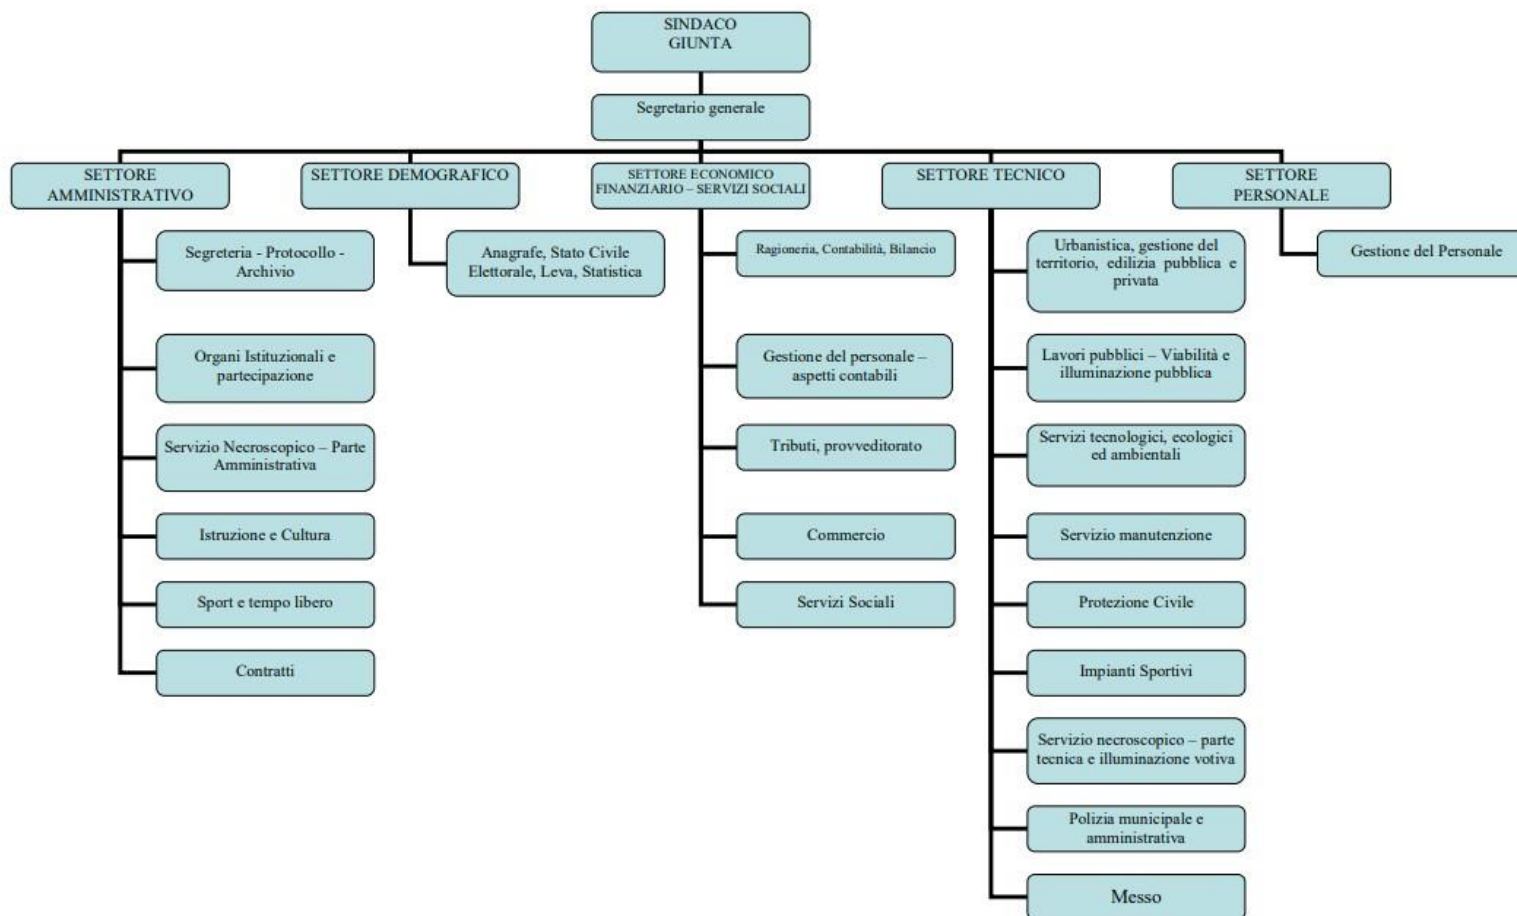 SINDACO
GIUNTA
Segretario generale
SETTORE
AMMINISTRATIVO
SETTORE DEMOGRAFICO
SETTORE ECONOMICO
FINANZIARIO – SERVIZI SOCIALI
SETTORE TECNICO
SETTORE
PERSONALE
Segreteria - Protocollo -
Archivio
Organi Istituzionali e
partecipazione
Servizio Necroscopico – Parte
Amministrativa
Istruzione e Cultura
Sport e tempo libero
Contratti
Anagrafe, Stato Civile
Elettorale, Leva, Statistica
Ragioneria, Contabilità, Bilancio
Gestione del personale –
aspetti contabili
Tributi, provveditorato
Commercio
Servizi Sociali
Urbanistica, gestione del
territorio, edilizia pubblica e
privata
Lavori pubblici – Viabilità e
illuminazione pubblica
Servizi tecnologici, ecologici
ed ambientali
Servizio manutenzione
Protezione Civile
Impianti Sportivi
Servizio necroscopico – parte
tecnica e illuminazione votiva
Polizia municipale e
amministrativa
Messo
Gestione del Personale